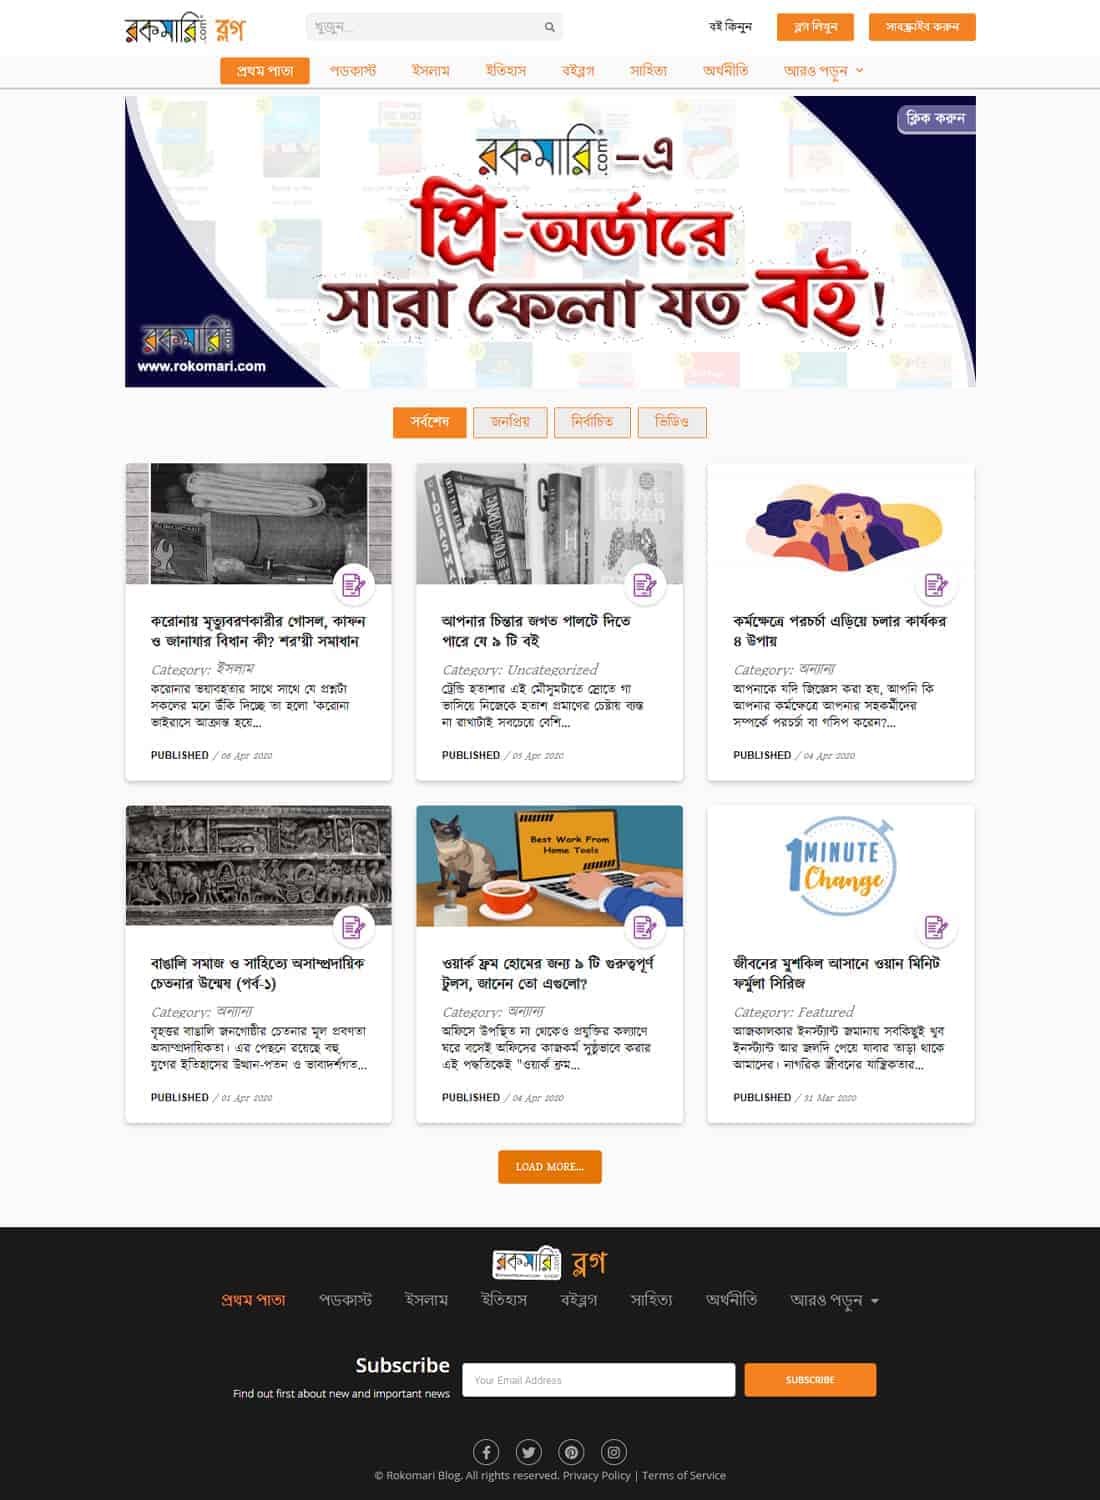 রকমারি.com ব্লগ
খুজুন...
বই কিনুন
ব্লগ লিখুন
সাবস্ক্রাইব করুন
প্রথম পাতা পডকাস্ট ইসলাম ইতিহাস বইব্লগ সাহিত্য অর্থনীতি আরও পড়ুন
ক্লিক করুন
রকমারি.com-এ
প্রি-অর্ডারে
সারা ফেলা যত বই!
রকমারি.com
www.rokomari.com
সর্বশেষ জনপ্রিয় নির্বাচিত ভিডিও
করোনায় মৃত্যুবরণকারীর গোসল, কাফন
ও জানাযার বিধান কী? শর'য়ী সমাধান
Category: ইসলাম
করোনার ভয়াবহতার সাথে সাথে যে প্রশ্নটা
সকলের মনে উঁকি দিচ্ছে তা হলো 'করোনা
ভাইরাসে আক্রান্ত হয়ে...
PUBLISHED / 06 Apr 2020
আপনার চিন্তার জগত পালটে দিতে
পারে যে ৯ টি বই
Category: Uncategorized
ট্রেন্ডি হতাশার এই মৌসুমটাতে স্রোতে গা
ভাসিয়ে নিজেকে হতাশ প্রমাণের চেষ্টায় ব্যস্ত
না রাখাটাই সবচেয়ে বেশি...
PUBLISHED / 05 Apr 2020
কর্মক্ষেত্রে পরচর্চা এড়িয়ে চলার কার্যকর
৪ উপায়
Category: অন্যান্য
আপনাকে যদি জিজ্ঞেস করা হয়, আপনি কি
আপনার কর্মক্ষেত্রে আপনার সহকর্মীদের
সম্পর্কে পরচর্চা বা গসিপ করেন?...
PUBLISHED / 04 Apr 2020
বাঙালি সমাজ ও সাহিত্যে অসাম্প্রদায়িক
চেতনার উন্মেষ (পর্ব-১)
Category: অন্যান্য
বৃহত্তর বাঙালি জনগোষ্ঠীর চেতনার মূল প্রবণতা
অসাম্প্রদায়িকতা। এর পেছনে রয়েছে বহু
যুগের ইতিহাসের উত্থান-পতন ও ভাবাদর্শগত...
PUBLISHED / 01 Apr 2020
Best Work From
Home Tools
ওয়ার্ক ফ্রম হোমের জন্য ৯ টি গুরুত্বপূর্ণ
টুলস, জানেন তো এগুলো?
Category: অন্যান্য
অফিসে উপস্থিত না থেকেও প্রযুক্তির কল্যাণে
ঘরে বসেই অফিসের কাজকর্ম সুষ্ঠুভাবে করার
এই পদ্ধতিকেই "ওয়ার্ক ফ্রম...
PUBLISHED / 04 Apr 2020
1 MINUTE
Change
জীবনের মুশকিল আসানে ওয়ান মিনিট
ফর্মুলা সিরিজ
Category: Featured
আজকালকার ইনস্ট্যান্ট জমানায় সবকিছুই খুব
ইনস্ট্যান্ট আর জলদি পেয়ে যাবার তাড়া থাকে
আমাদের। নাগরিক জীবনের যান্ত্রিকতার...
PUBLISHED / 31 Mar 2020
LOAD MORE...
রকমারি.com ব্লগ
প্রথম পাতা পডকাস্ট ইসলাম ইতিহাস বইব্লগ সাহিত্য অর্থনীতি আরও পড়ুন
Subscribe
Find out first about new and important news
Your Email Address
SUBSCRIBE
© Rokomari Blog. All rights reserved. Privacy Policy | Terms of Service